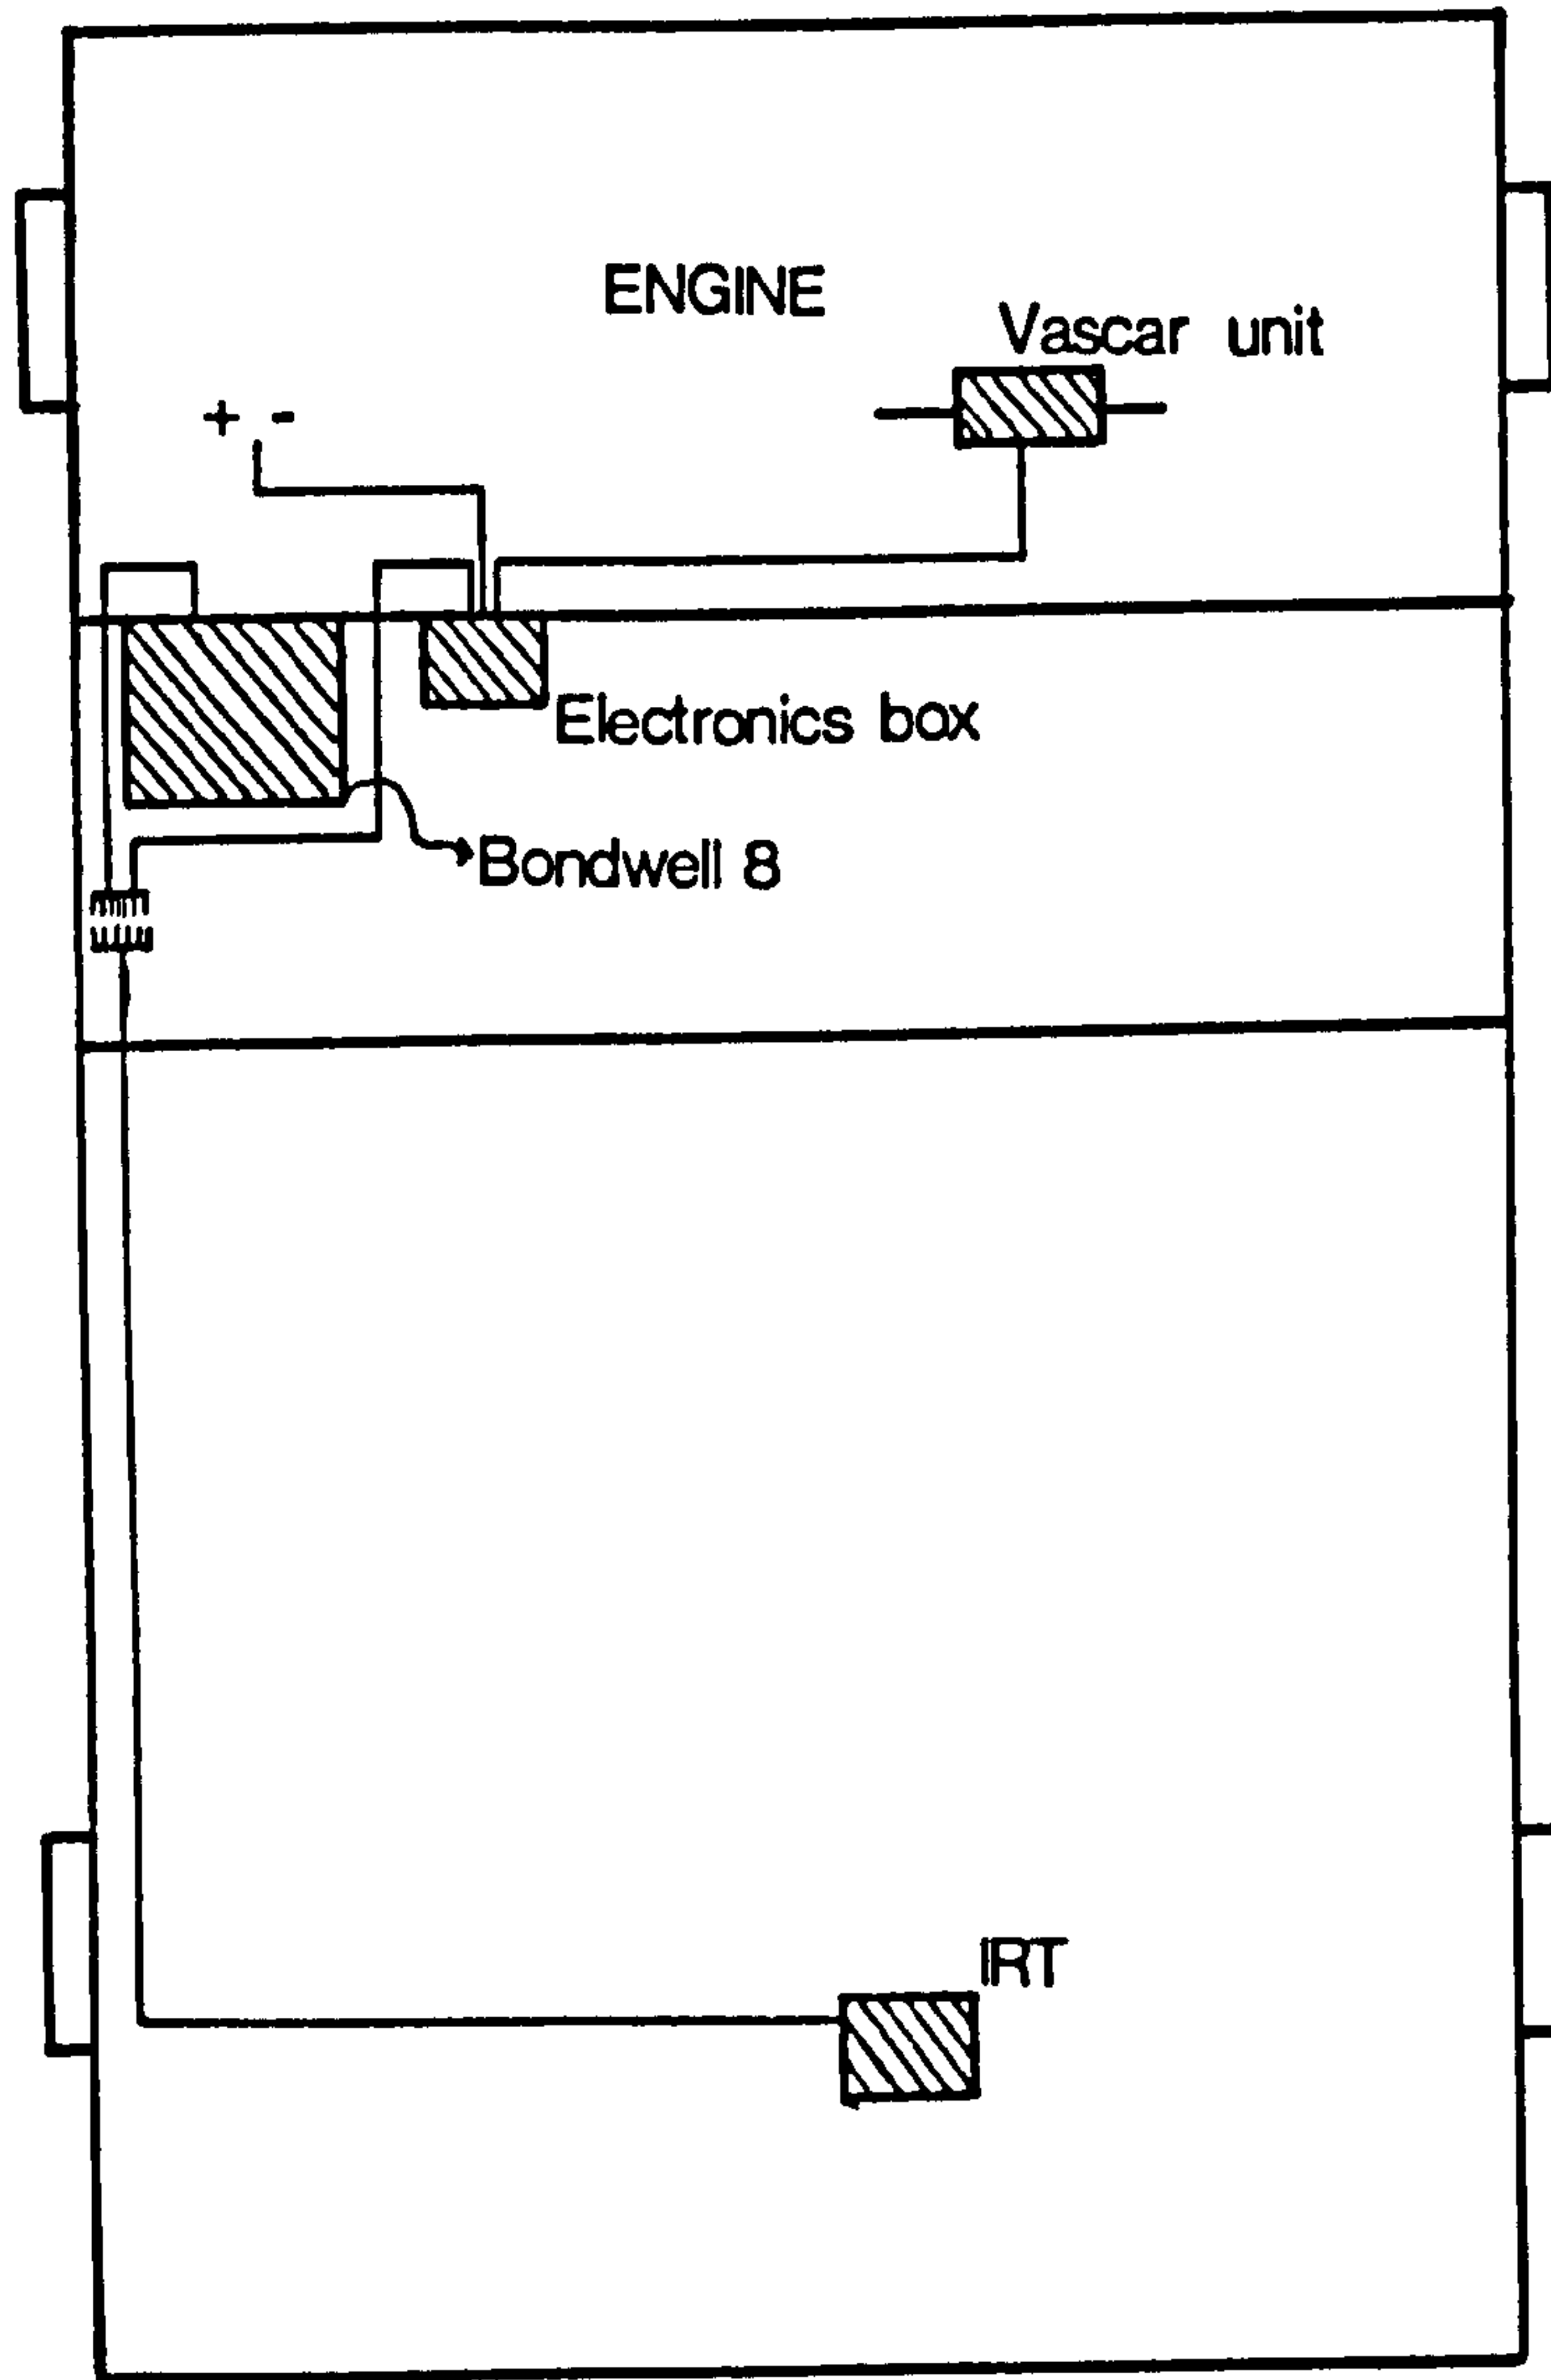 ENGINE
Vascar unit
+ -
Electronics box
Bondwell 8
IRT